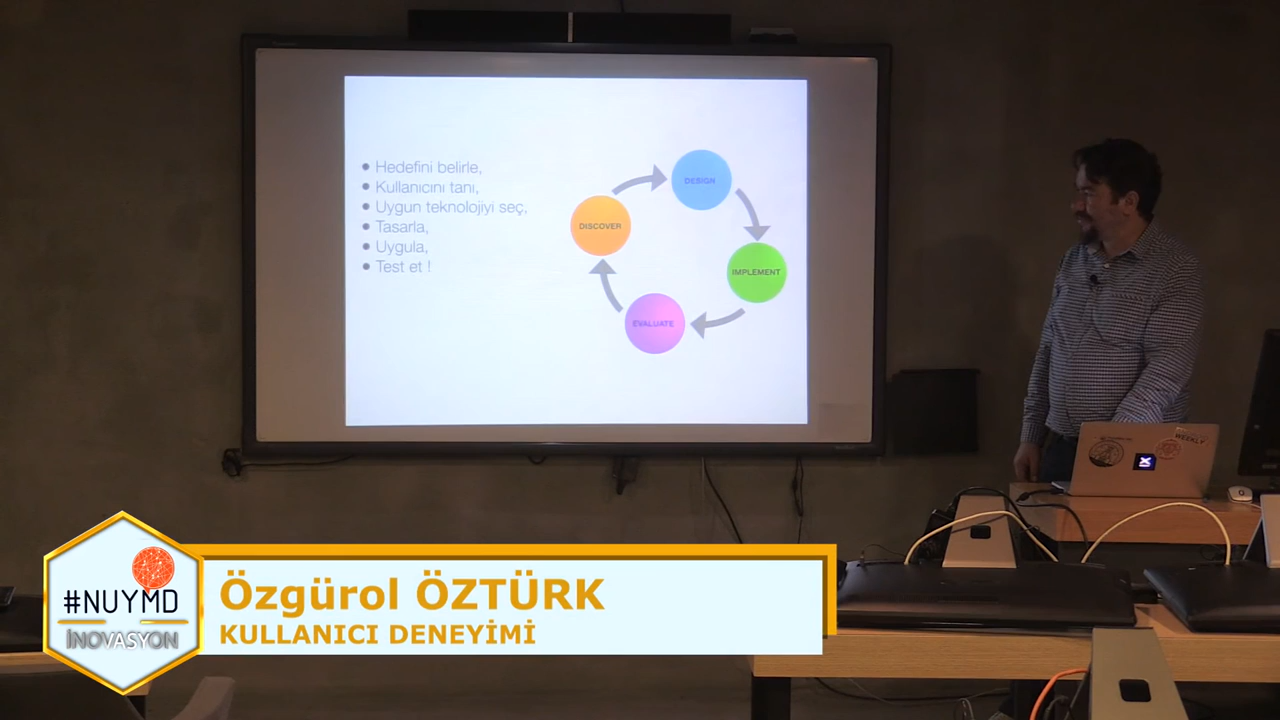 • Hedefini belirle,
• Kullanıcını tanı,
• Uygun teknolojiyi seç,
• Tasarla,
• Uygula,
• Test et !
DESIGN
DISCOVER
IMPLEMENT
EVALUATE
WEEKLY
#NUYMD
İNOVASYON
Özgürol ÖZTÜRK
KULLANICI DENEYİMİ